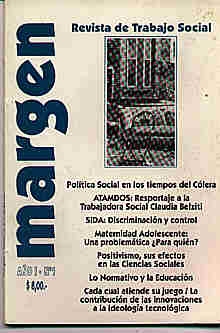 Revista de Trabajo Social
margen
Política Social en los tiempos del Cólera
ATAMDOS: Resportaje a la
Trabajadora Social Claudia Belziti
SIDA: Discriminación y control
Maternidad Adolescente:
Una problemática ¿Para quién?
Positivismo, sus efectos
en las Ciencias Sociales
Lo Normativo y la Educación
Cada cual atiende su juego / La
contribución de las innovaciones
a la ideología tecnológica
AÑO I - Nº1
$ 8,00.-